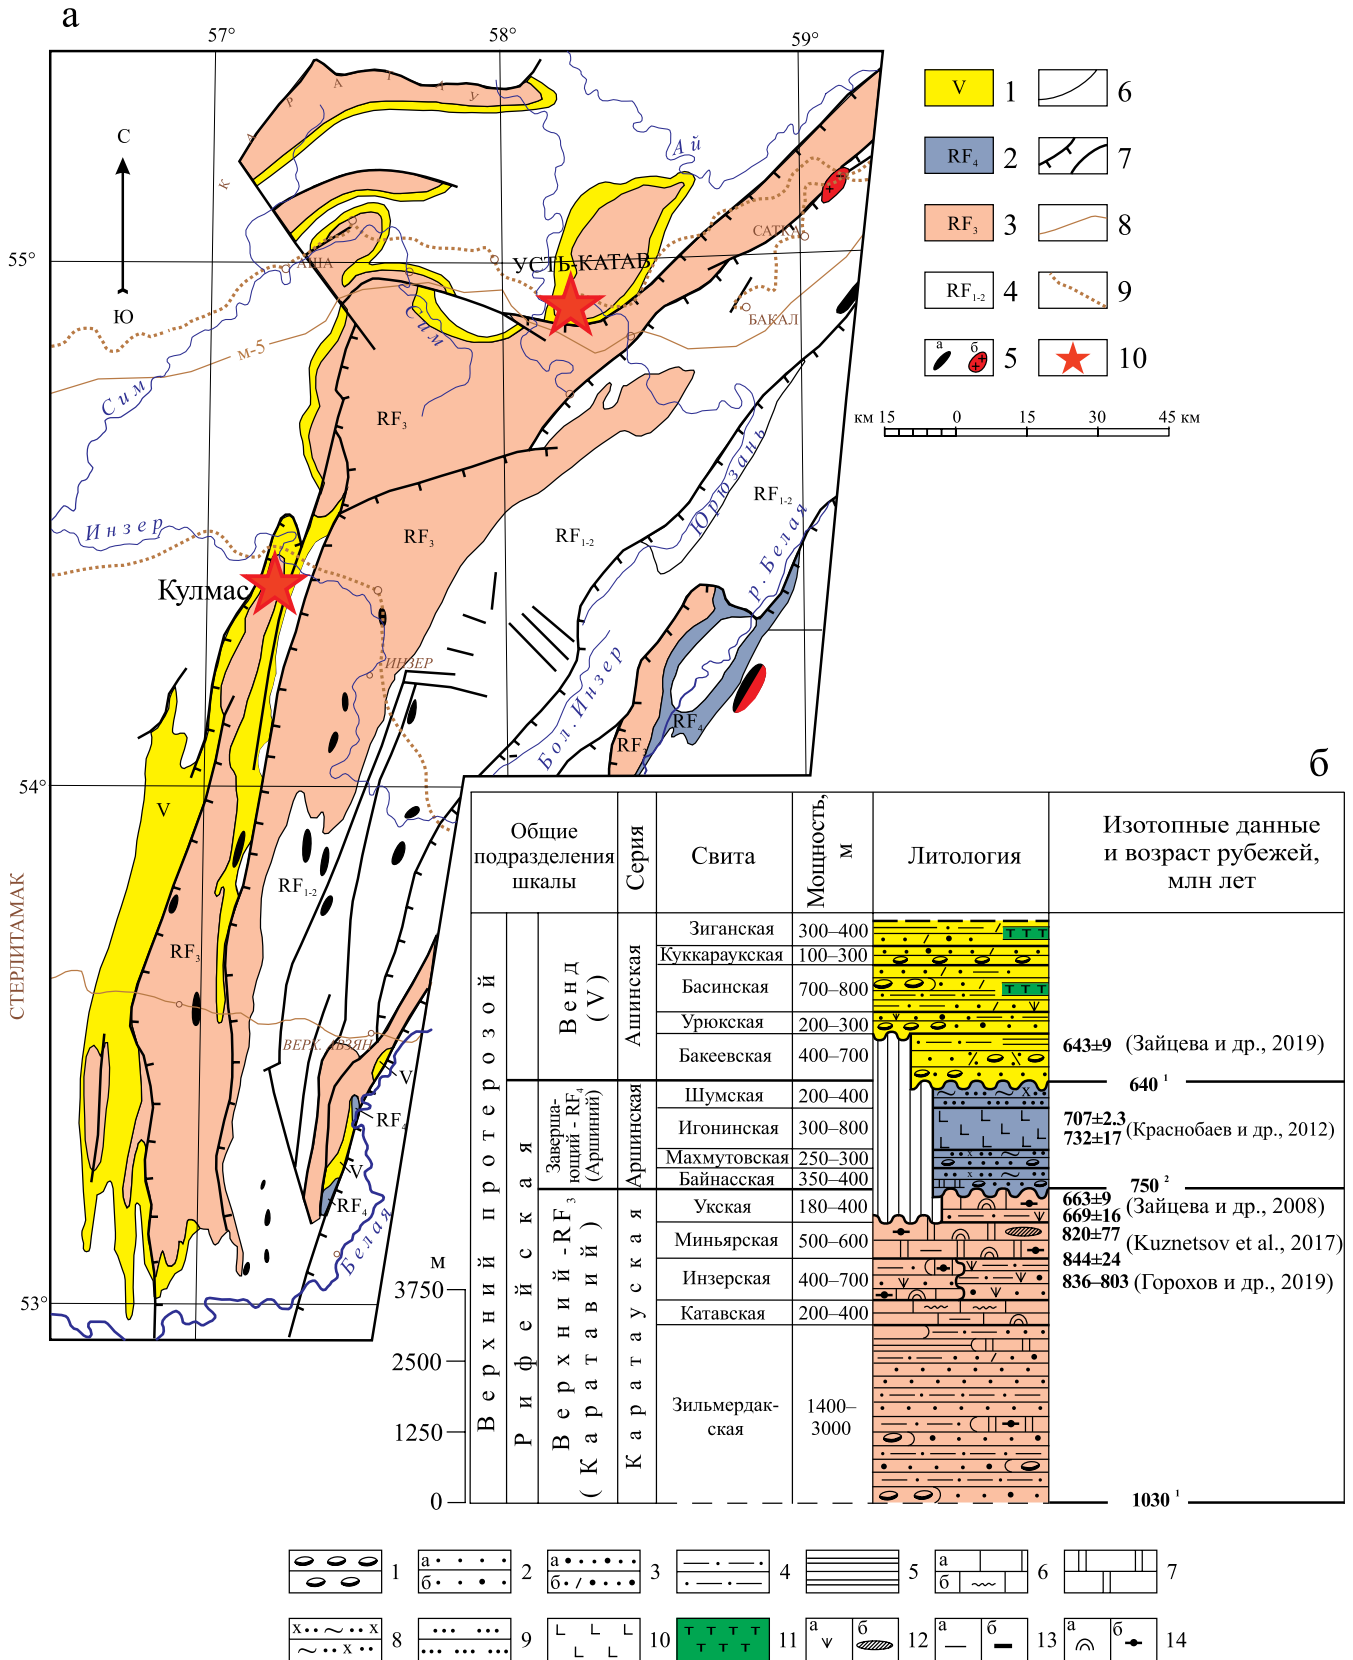 а
57°
58°
59°
С
Ю
К А Р А Т А У
Ай
55°
АША
УСТЬ-КАТАВ
САТКА
БАКАЛ
Сим
м-5
Сим
RF3
Юрюзань
RF1-2
Инзер
RF3
RF1-2
р. Белая
Кулмас
ИНЗЕР
Бол. Инзер
RF4
RF3
54°
V
RF1-2
СТЕРЛИТАМАК
RF3
ВЕРХ. АВЗЯН
V
RF4
V
RF4
Белая
53°
V 1
6
RF4 2
7
RF3 3
8
RF1-2 4
9
а б 5
10
км 15 0 15 30 45 км
б
Общие подразделения шкалы
Серия
Свита
Мощность, м
Литология
Изотопные данные и возраст рубежей, млн лет
Верхний протерозой
Рифейская
Венд (V)
Ашинская
Зиганская 300–400
Куккараукская 100–300
Басинская 700–800
Урюкская 200–300
Бакеевская 400–700
643±9 (Зайцева и др., 2019)
640 1
Заверша-
ющий - RF4
(Аршиний)
Аршинская
Шумская 200–400
Игонинская 300–800
707±2.3
732±17 (Краснобаев и др., 2012)
Махмутовская 250–300
Байнасская 350–400
750 2
Верхний - RF3
(Каратавий)
Каратауская
Укская 180–400
663±9
669±16 (Зайцева и др., 2008)
Миньярская 500–600
820±77
844±24 (Kuznetsov et al., 2017)
Инзерская 400–700
836–803 (Горохов и др., 2019)
Катавская 200–400
Зильмердак-
ская
1400–
3000
1030 1
м
3750
2500
1250
0
1
а б 2
а б 3
4
5
а б 6
7
х х х 8
9
10
11
а б 12
а б 13
а б 14